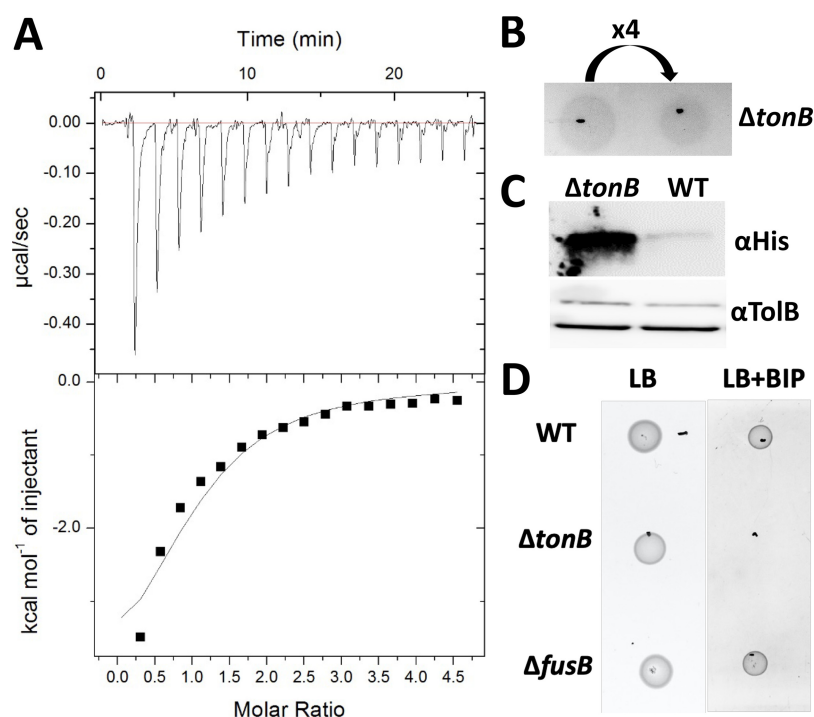 A
Time (min)
0 10 20
0.00
-0.10
-0.20
-0.30
-0.40
µcal/sec
0.0
-2.0
kcal mol-1 of injectant
0.0 0.5 1.0 1.5 2.0 2.5 3.0 3.5 4.0 4.5
Molar Ratio
B
x4
ΔtonB
C
ΔtonB WT
αHis
αTolB
D
LB LB+BIP
WT
ΔtonB
ΔfusB